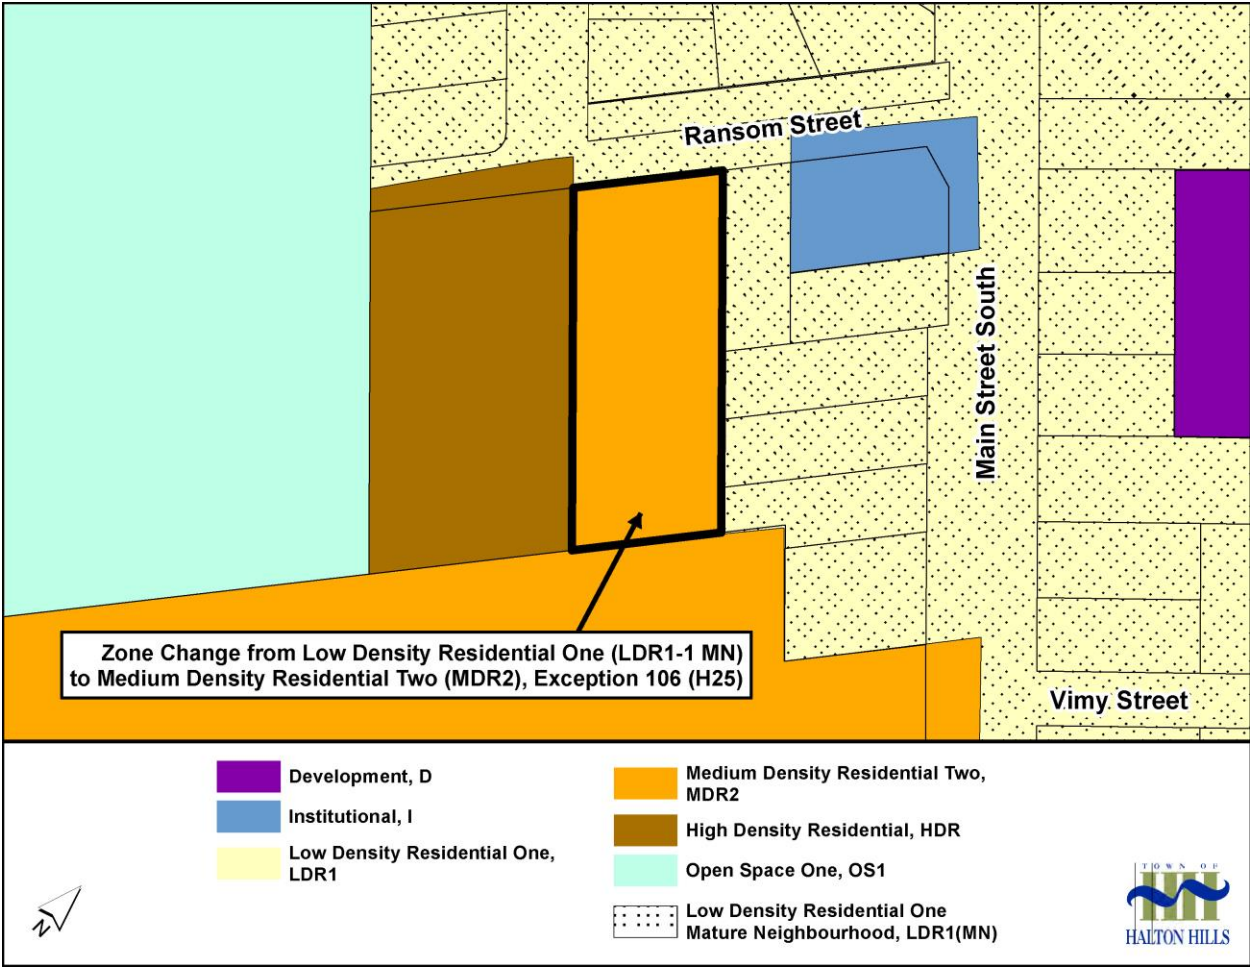 Ransom Street
Main Street South
Zone Change from Low Density Residential One (LDR1-1 MN)
to Medium Density Residential Two (MDR2), Exception 106 (H25)
Vimy Street
Development, D
Institutional, I
Low Density Residential One,
LDR1
Medium Density Residential Two,
MDR2
High Density Residential, HDR
Open Space One, OS1
Low Density Residential One
Mature Neighbourhood, LDR1(MN)
N
TOWN OF
HALTON HILLS